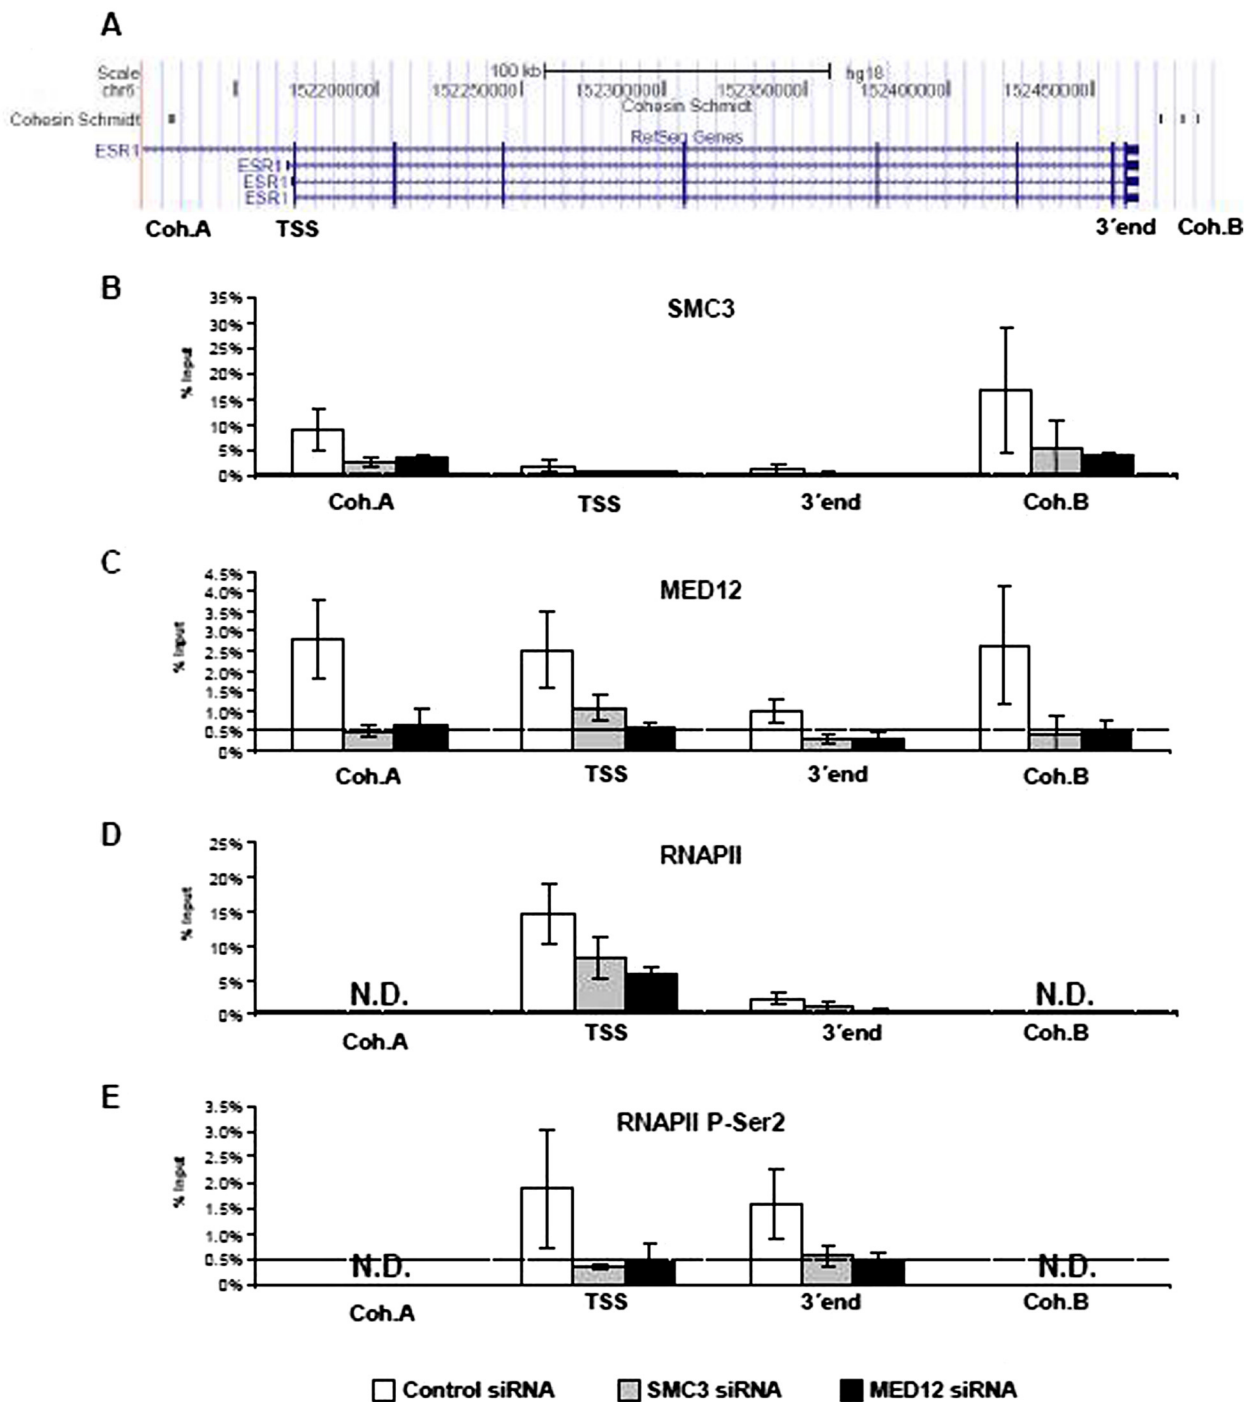 A
Scale
100 kb
hg18
chr6:
152200000
152250000
152300000
152350000
152400000
152450000
Cohesin Schmidt
Cohesin Schmidt
RefSeq Genes
ESR1
ESR1
ESR1
ESR1
Coh.A
TSS
3´end
Coh.B
B
SMC3
% Input
35%
30%
25%
20%
15%
10%
5%
0%
Coh.A
TSS
3´end
Coh.B
C
MED12
% Input
4.5%
4.0%
3.5%
3.0%
2.5%
2.0%
1.5%
1.0%
0.5%
0%
Coh.A
TSS
3´end
Coh.B
D
RNAPII
% Input
25%
20%
15%
10%
5%
0%
N.D.
N.D.
Coh.A
TSS
3´end
Coh.B
E
RNAPII P-Ser2
% Input
3.5%
3.0%
2.5%
2.0%
1.5%
1.0%
0.5%
0%
N.D.
N.D.
Coh.A
TSS
3´end
Coh.B
Control siRNA
SMC3 siRNA
MED12 siRNA